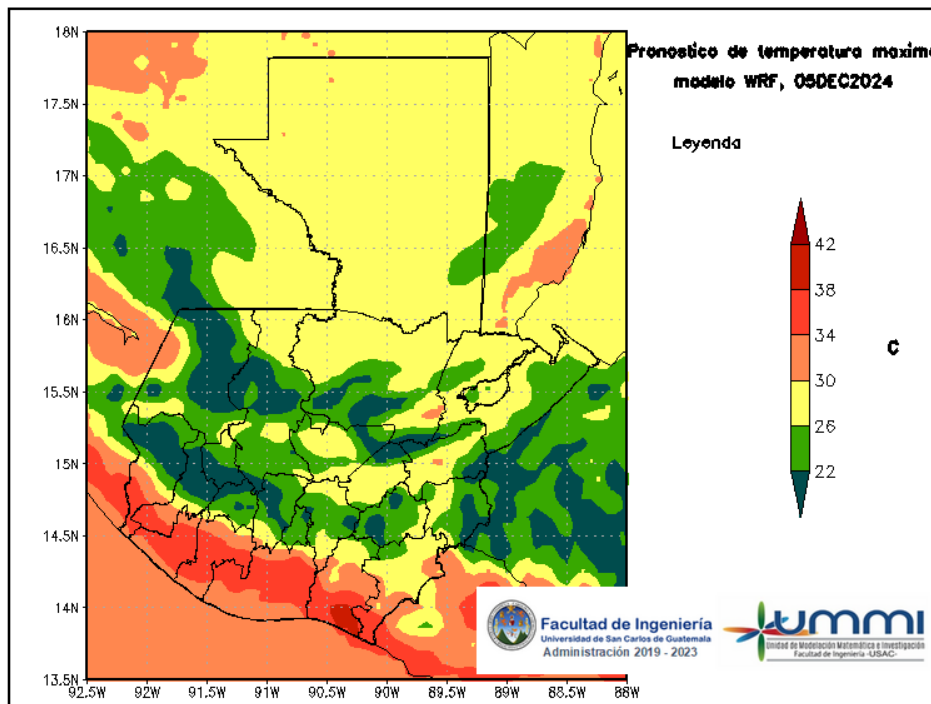 Pronostico de temperatura maxima
modelo WRF, 05DEC2024
Leyenda
42
38
34
30
26
22
C
18N
17.5N
17N
16.5N
16N
15.5N
15N
14.5N
14N
13.5N
92.5W
92W
91.5W
91W
90.5W
90W
89.5W
89W
88.5W
88W
Facultad de Ingeniería
Universidad de San Carlos de Guatemala
Administración 2019 - 2023
UMMI
Unidad de Modelación Matemática e Investigación
Facultad de Ingeniería -USAC-